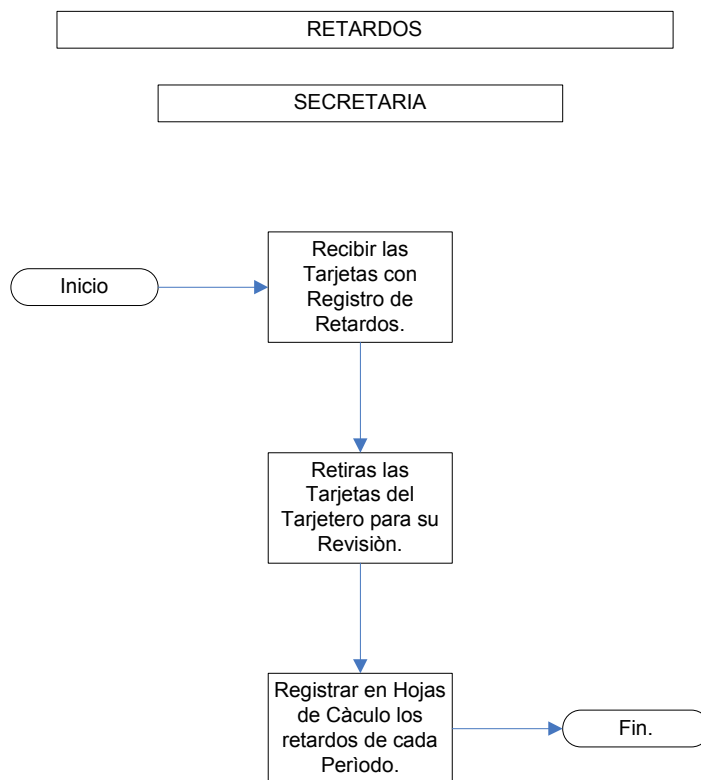 RETARDOS
SECRETARIA
Inicio
Recibir las
Tarjetas con
Registro de
Retardos.
Retiras las
Tarjetas del
Tarjetero para su
Revisiòn.
Registrar en Hojas
de Càculo los
retardos de cada
Perìodo.
Fin.